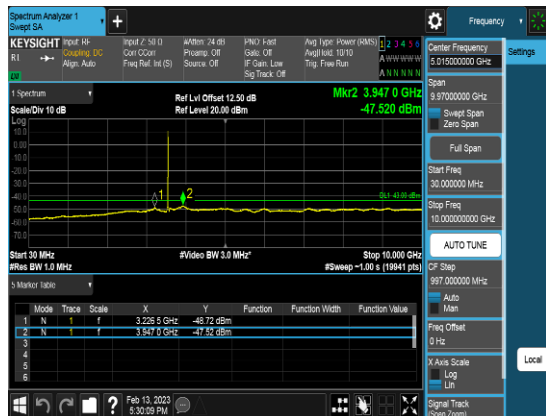 Spectrum Analyzer 1
Swept SA
Frequency
KEYSIGHT
R1
Input: RF
Coupling: DC
Align: Auto
Input Z: 50 Ω
Corr CCorr
Freq Ref: Int (S)
#Atten: 24 dB
Preamp: Off
Source: Off
PNO: Fast
Gate: Off
IF Gain: Low
Sig Track: Off
Avg Type: Power (RMS)
Avg|Hold: 10/10
Trig: Free Run
1 2 3 4 5 6
A W W W W W
A N N N N N
1 Spectrum
Scale/Div 10 dB
Log
Ref Lvl Offset 12.50 dB
Ref Level 20.00 dBm
Mkr2 3.947 0 GHz
-47.520 dBm
10.0
0.00
-10.0
-20.0
-30.0
-40.0
-50.0
-60.0
-70.0
1
2
DL1 -43.00 dBm
Start 30 MHz
#Res BW 1.0 MHz
#Video BW 3.0 MHz*
Stop 10.000 GHz
#Sweep ~1.00 s (19941 pts)
5 Marker Table
Mode Trace Scale X Y Function Function Width Function Value
1 N 1 f 3.226 5 GHz -48.72 dBm
2 N 1 f 3.947 0 GHz -47.52 dBm
3
4
5
6
Feb 13, 2023
5:30:09 PM
Center Frequency
5.015000000 GHz
Settings
Span
9.97000000 GHz
Swept Span
Zero Span
Full Span
Start Freq
30.000000 MHz
Stop Freq
10.000000000 GHz
AUTO TUNE
CF Step
997.000000 MHz
Auto
Man
Freq Offset
0 Hz
X Axis Scale
Log
Lin
Local
Signal Track
(Span Zoom)